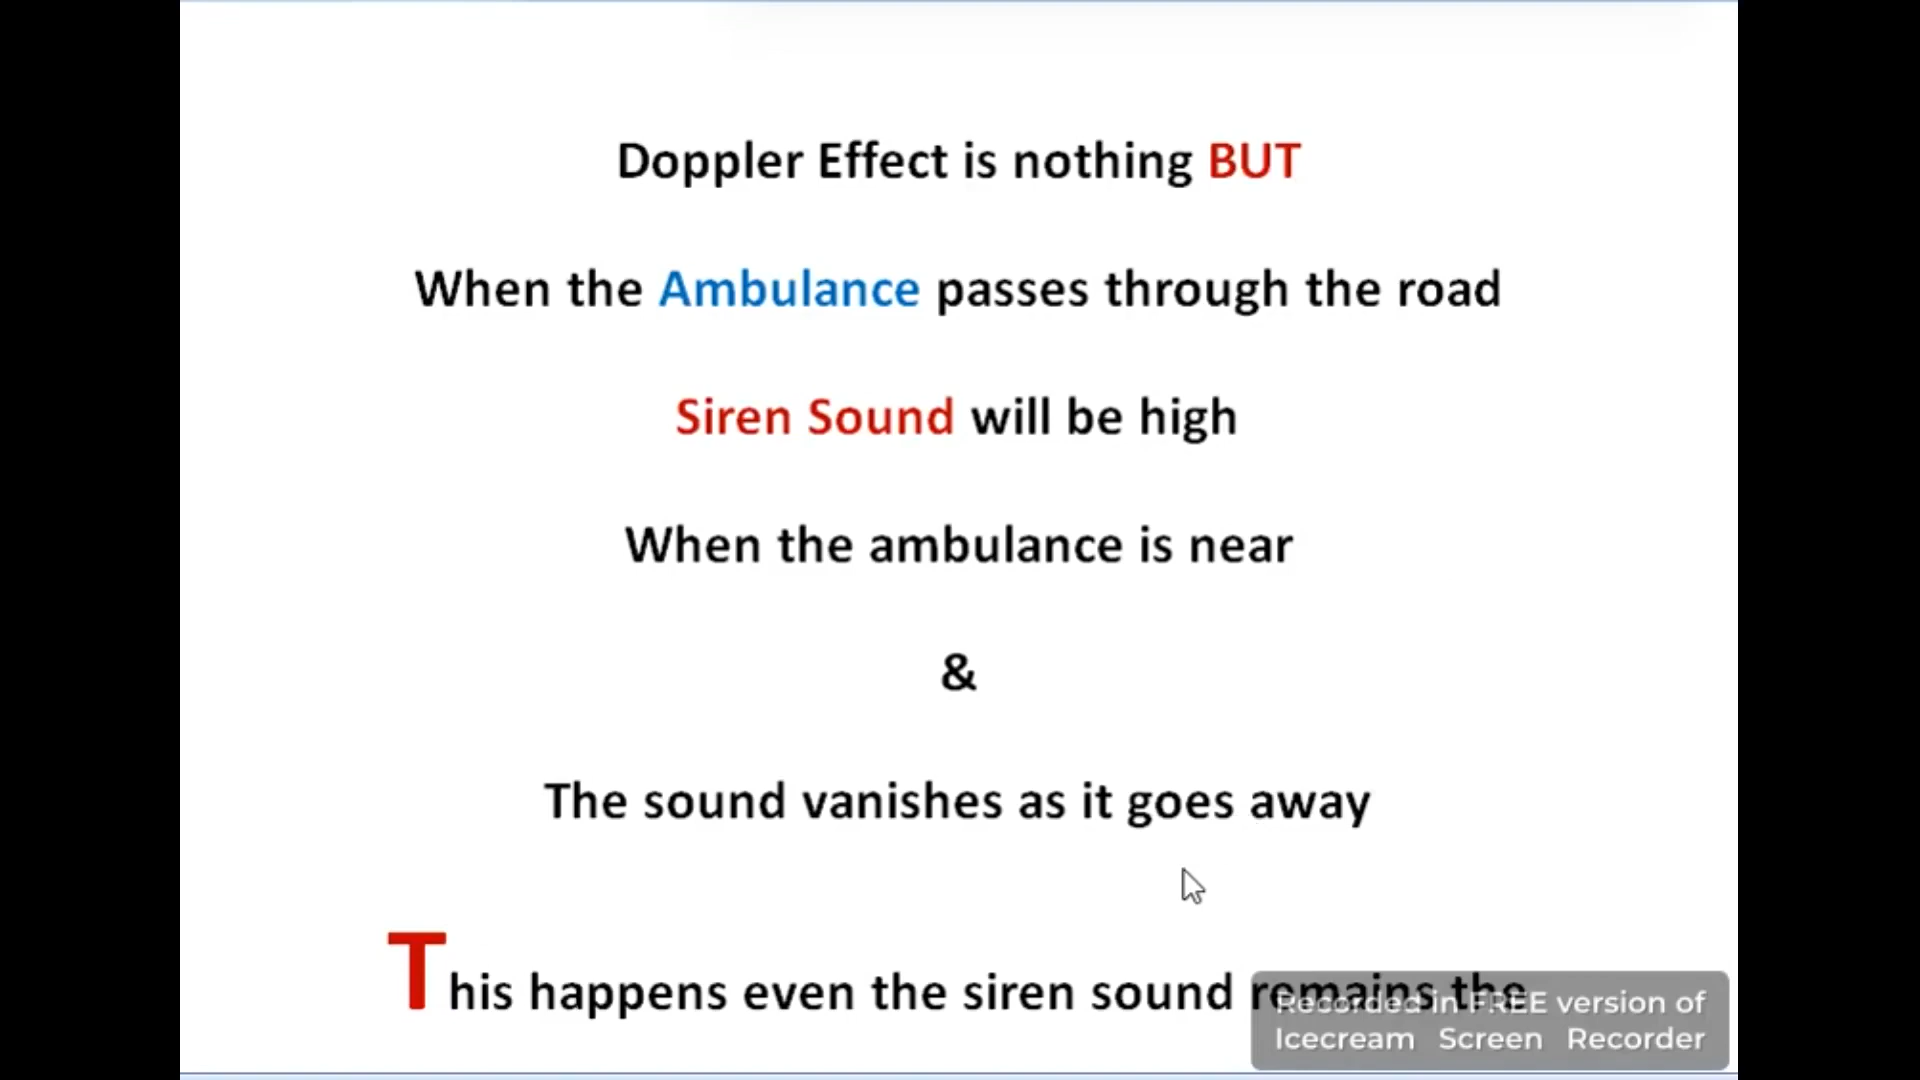 Doppler Effect is nothing BUT
When the Ambulance passes through the road
Siren Sound will be high
When the ambulance is near
&
The sound vanishes as it goes away
This happens even the siren sound remains the
Recorded in FREE version of
Icecream Screen Recorder